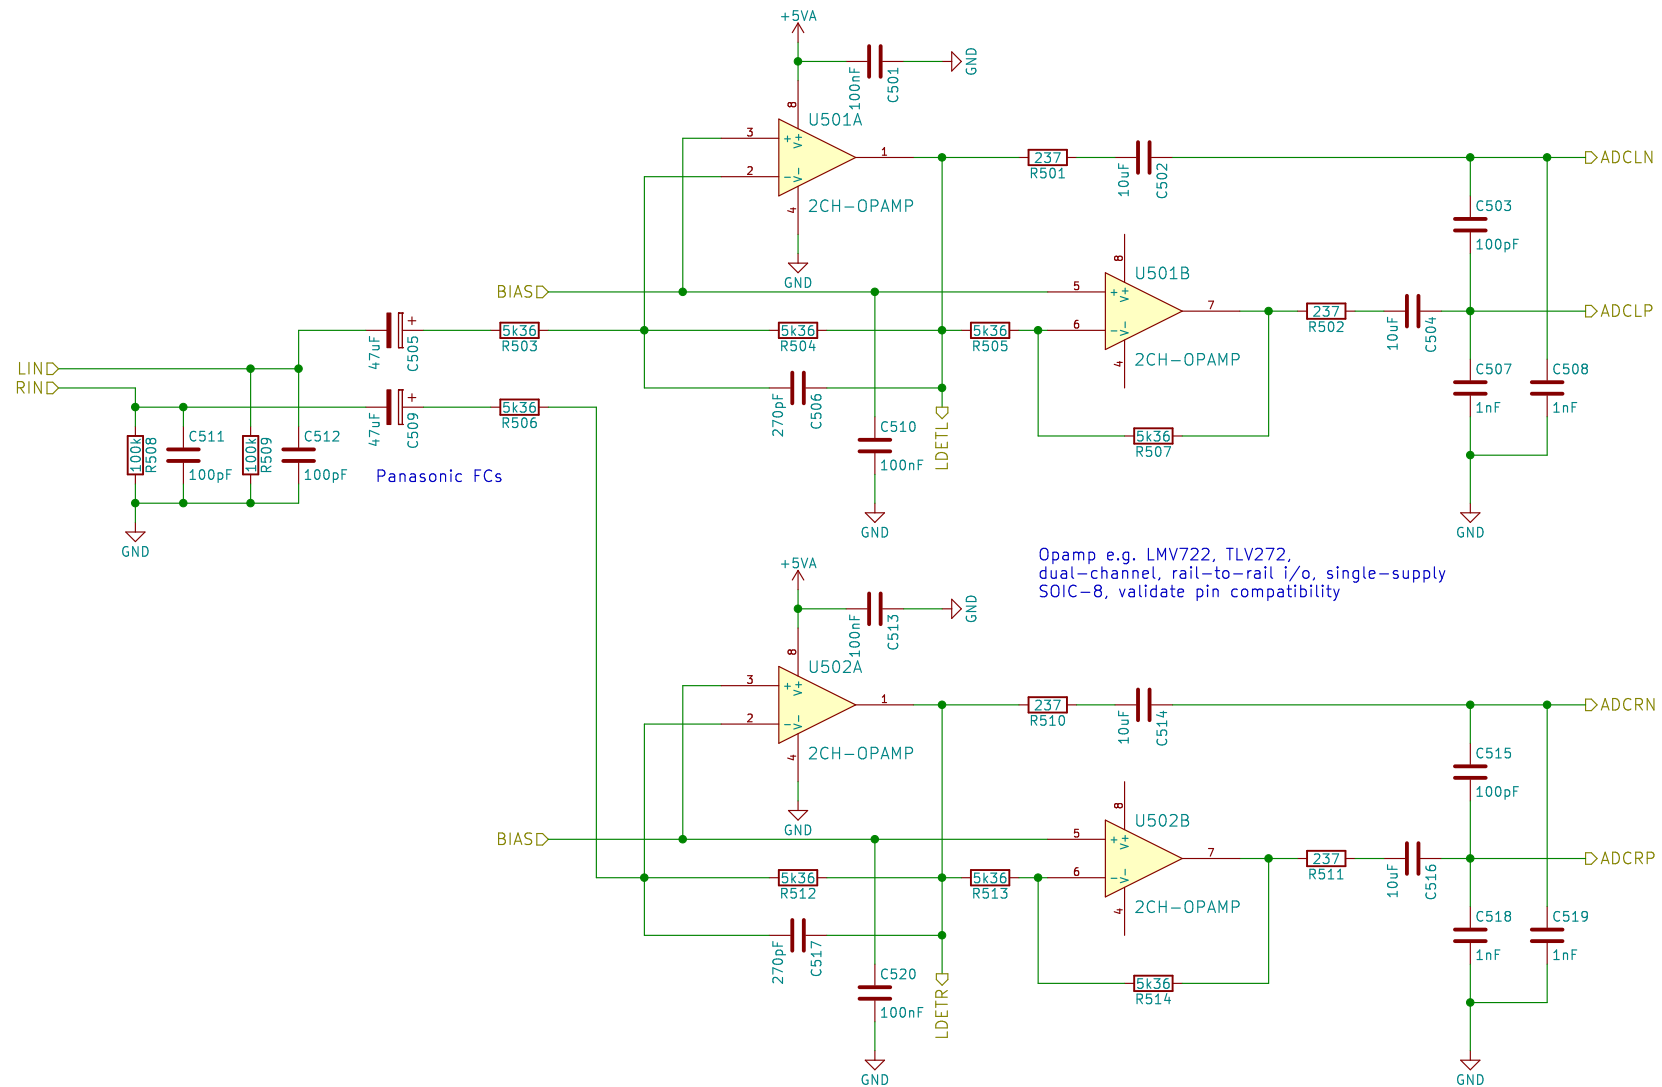 +5VA
100nF
C501
GND
8
U501A
3
+
V+
1
2
-
V-
4
2CH-OPAMP
GND
237
R501
10uF
C502
ADCLN
C503
100pF
BIAS
8
U501B
5
+
V+
7
6
-
V-
4
2CH-OPAMP
237
R502
10uF
C504
ADCLP
47uF
C505
+
5k36
R503
5k36
R504
5k36
R505
LIN
RIN
47uF
C509
+
5k36
R506
270pF
C506
LDETL
C507
1nF
C508
1nF
100k
R508
C511
100pF
100k
R509
C512
100pF
C510
100nF
5k36
R507
Panasonic FCs
GND
GND
GND
Opamp e.g. LMV722, TLV272,
dual-channel, rail-to-rail i/o, single-supply
SOIC-8, validate pin compatibility
+5VA
100nF
C513
GND
8
U502A
3
+
V+
1
2
-
V-
4
2CH-OPAMP
GND
237
R510
10uF
C514
ADCRN
C515
100pF
BIAS
8
U502B
5
+
V+
7
6
-
V-
4
2CH-OPAMP
237
R511
10uF
C516
ADCRP
5k36
R512
5k36
R513
270pF
C517
LDETR
C518
1nF
C519
1nF
C520
100nF
5k36
R514
GND
GND